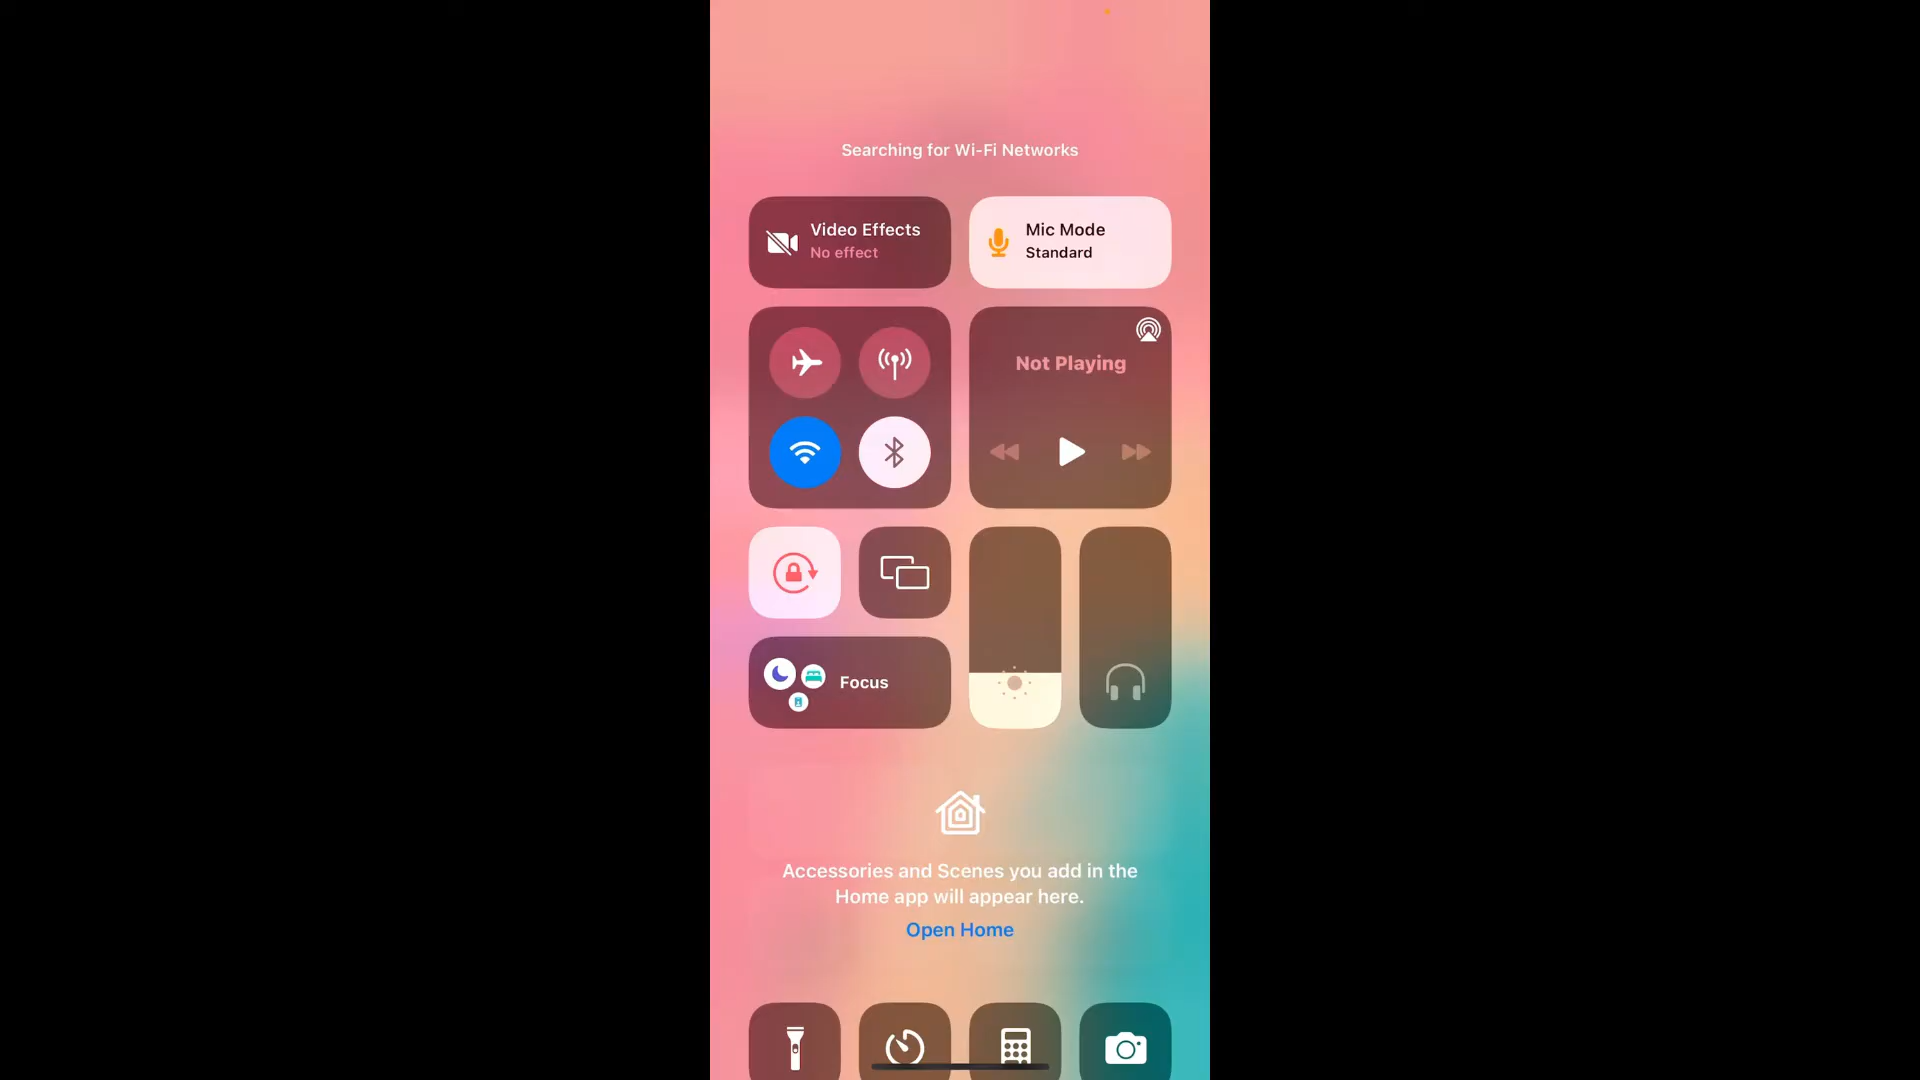 Searching for Wi-Fi Networks
Video Effects
No effect
Mic Mode
Standard
Not Playing
Focus
Accessories and Scenes you add in the
Home app will appear here.
Open Home